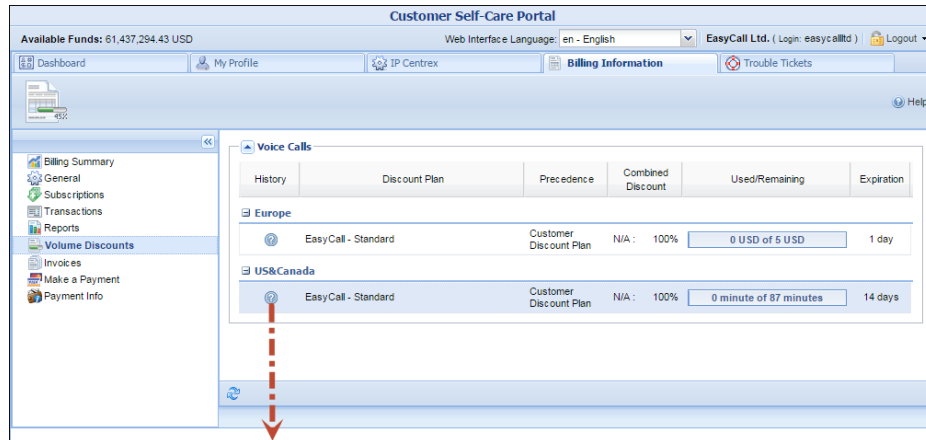 Customer Self-Care Portal
Available Funds: 61,437,294.43 USD Web Interface Language: en - English EasyCall Ltd. ( Login: easycallltd ) Logout
Dashboard My Profile IP Centrex Billing Information Trouble Tickets
45%
Help
Billing Summary
General
Subscriptions
Transactions
Reports
Volume Discounts
Invoices
Make a Payment
Payment Info
Voice Calls
History Discount Plan Precedence Combined Discount Used/Remaining Expiration
Europe
EasyCall - Standard Customer Discount Plan N/A : 100% 0 USD of 5 USD 1 day
US&Canada
EasyCall - Standard Customer Discount Plan N/A : 100% 0 minute of 87 minutes 14 days